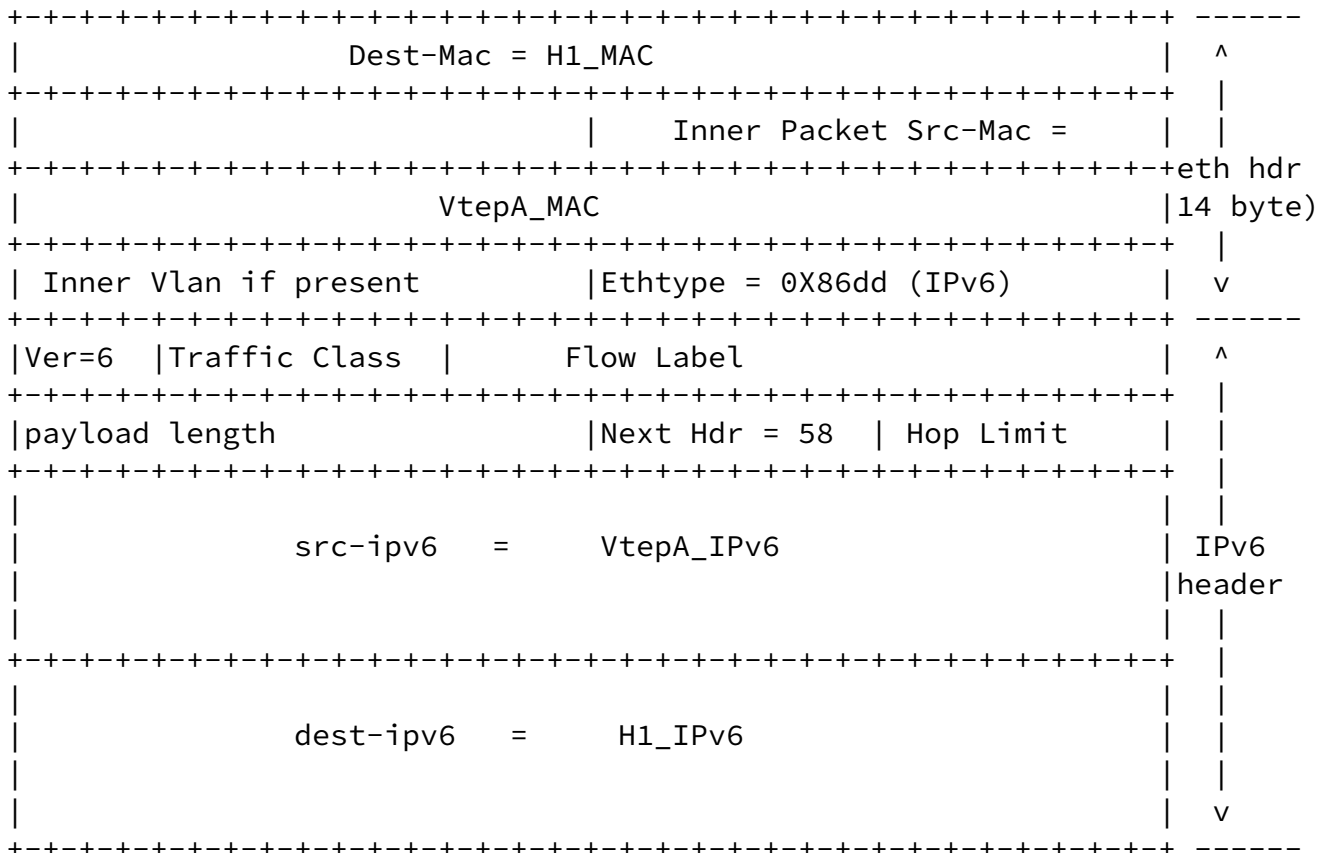 +-+-+-+-+-+-+-+-+-+-+-+-+-+-+-+-+-+-+-+-+-+-+-+-+-+-+-+-+-+-+-+-+ ------
|                  Dest-Mac = H1_MAC                            |  ^
+-+-+-+-+-+-+-+-+-+-+-+-+-+-+-+-+-+-+-+-+-+-+-+-+-+-+-+-+-+-+-+-+  |
|                               |    Inner Packet Src-Mac =     |  |
+-+-+-+-+-+-+-+-+-+-+-+-+-+-+-+-+-+-+-+-+-+-+-+-+-+-+-+-+-+-+-+-+eth hdr
|                       VtepA_MAC                               |14 byte)
+-+-+-+-+-+-+-+-+-+-+-+-+-+-+-+-+-+-+-+-+-+-+-+-+-+-+-+-+-+-+-+-+  |
| Inner Vlan if present         |Ethtype = 0X86dd (IPv6)        |  v
+-+-+-+-+-+-+-+-+-+-+-+-+-+-+-+-+-+-+-+-+-+-+-+-+-+-+-+-+-+-+-+-+ ------
|Ver=6  |Traffic Class  |      Flow Label                       |  ^
+-+-+-+-+-+-+-+-+-+-+-+-+-+-+-+-+-+-+-+-+-+-+-+-+-+-+-+-+-+-+-+-+  |
|payload length                 |Next Hdr = 58  | Hop Limit     |  |
+-+-+-+-+-+-+-+-+-+-+-+-+-+-+-+-+-+-+-+-+-+-+-+-+-+-+-+-+-+-+-+-+  |
|                                                               |  |
|               src-ipv6   =     VtepA_IPv6                     | IPv6
|                                                               |header
|                                                               |  |
+-+-+-+-+-+-+-+-+-+-+-+-+-+-+-+-+-+-+-+-+-+-+-+-+-+-+-+-+-+-+-+-+  |
|                                                               |  |
|               dest-ipv6   =     H1_IPv6                       |  |
|                                                               |  |
|                                                               |  v
+-+-+-+-+-+-+-+-+-+-+-+-+-+-+-+-+-+-+-+-+-+-+-+-+-+-+-+-+-+-+-+-+ ------